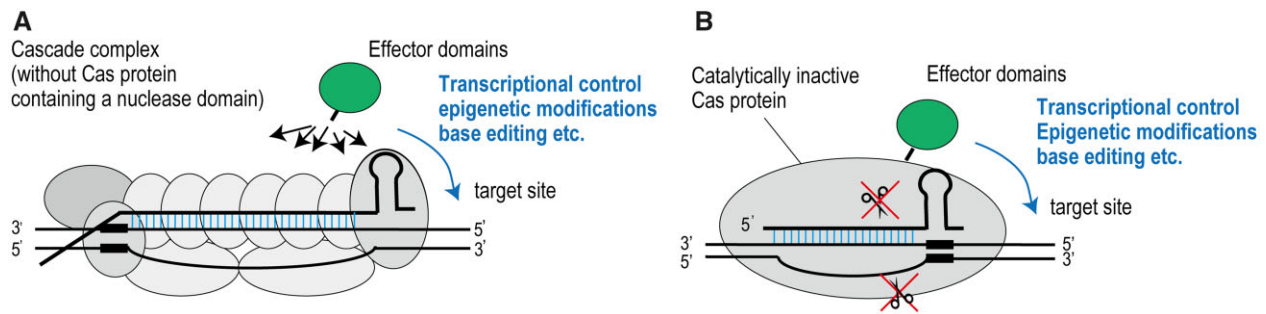 A
Cascade complex
(without Cas protein
containing a nuclease domain)
Effector domains
Transcriptional control
epigenetic modifications
base editing etc.
target site
3’
5’
5’
3’
B
Catalytically inactive
Cas protein
Effector domains
Transcriptional control
Epigenetic modifications
base editing etc.
target site
5’
3’
5’
5’
3’